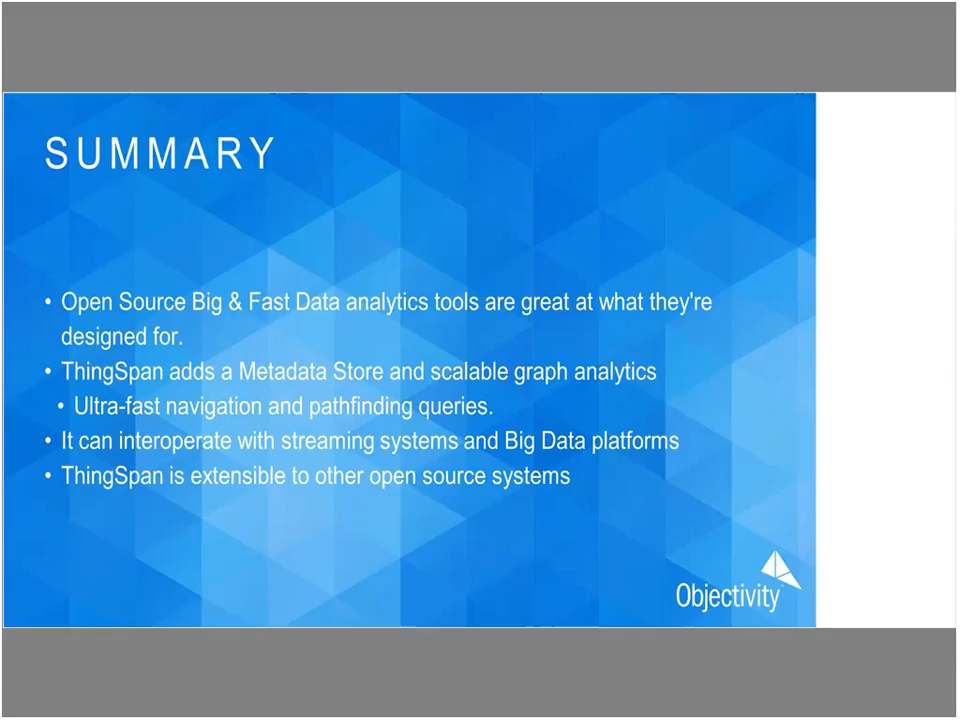 SUMMARY
• Open Source Big & Fast Data analytics tools are great at what they're
designed for.
• ThingSpan adds a Metadata Store and scalable graph analytics
• Ultra-fast navigation and pathfinding queries.
• It can interoperate with streaming systems and Big Data platforms
• ThingSpan is extensible to other open source systems
Objectivity